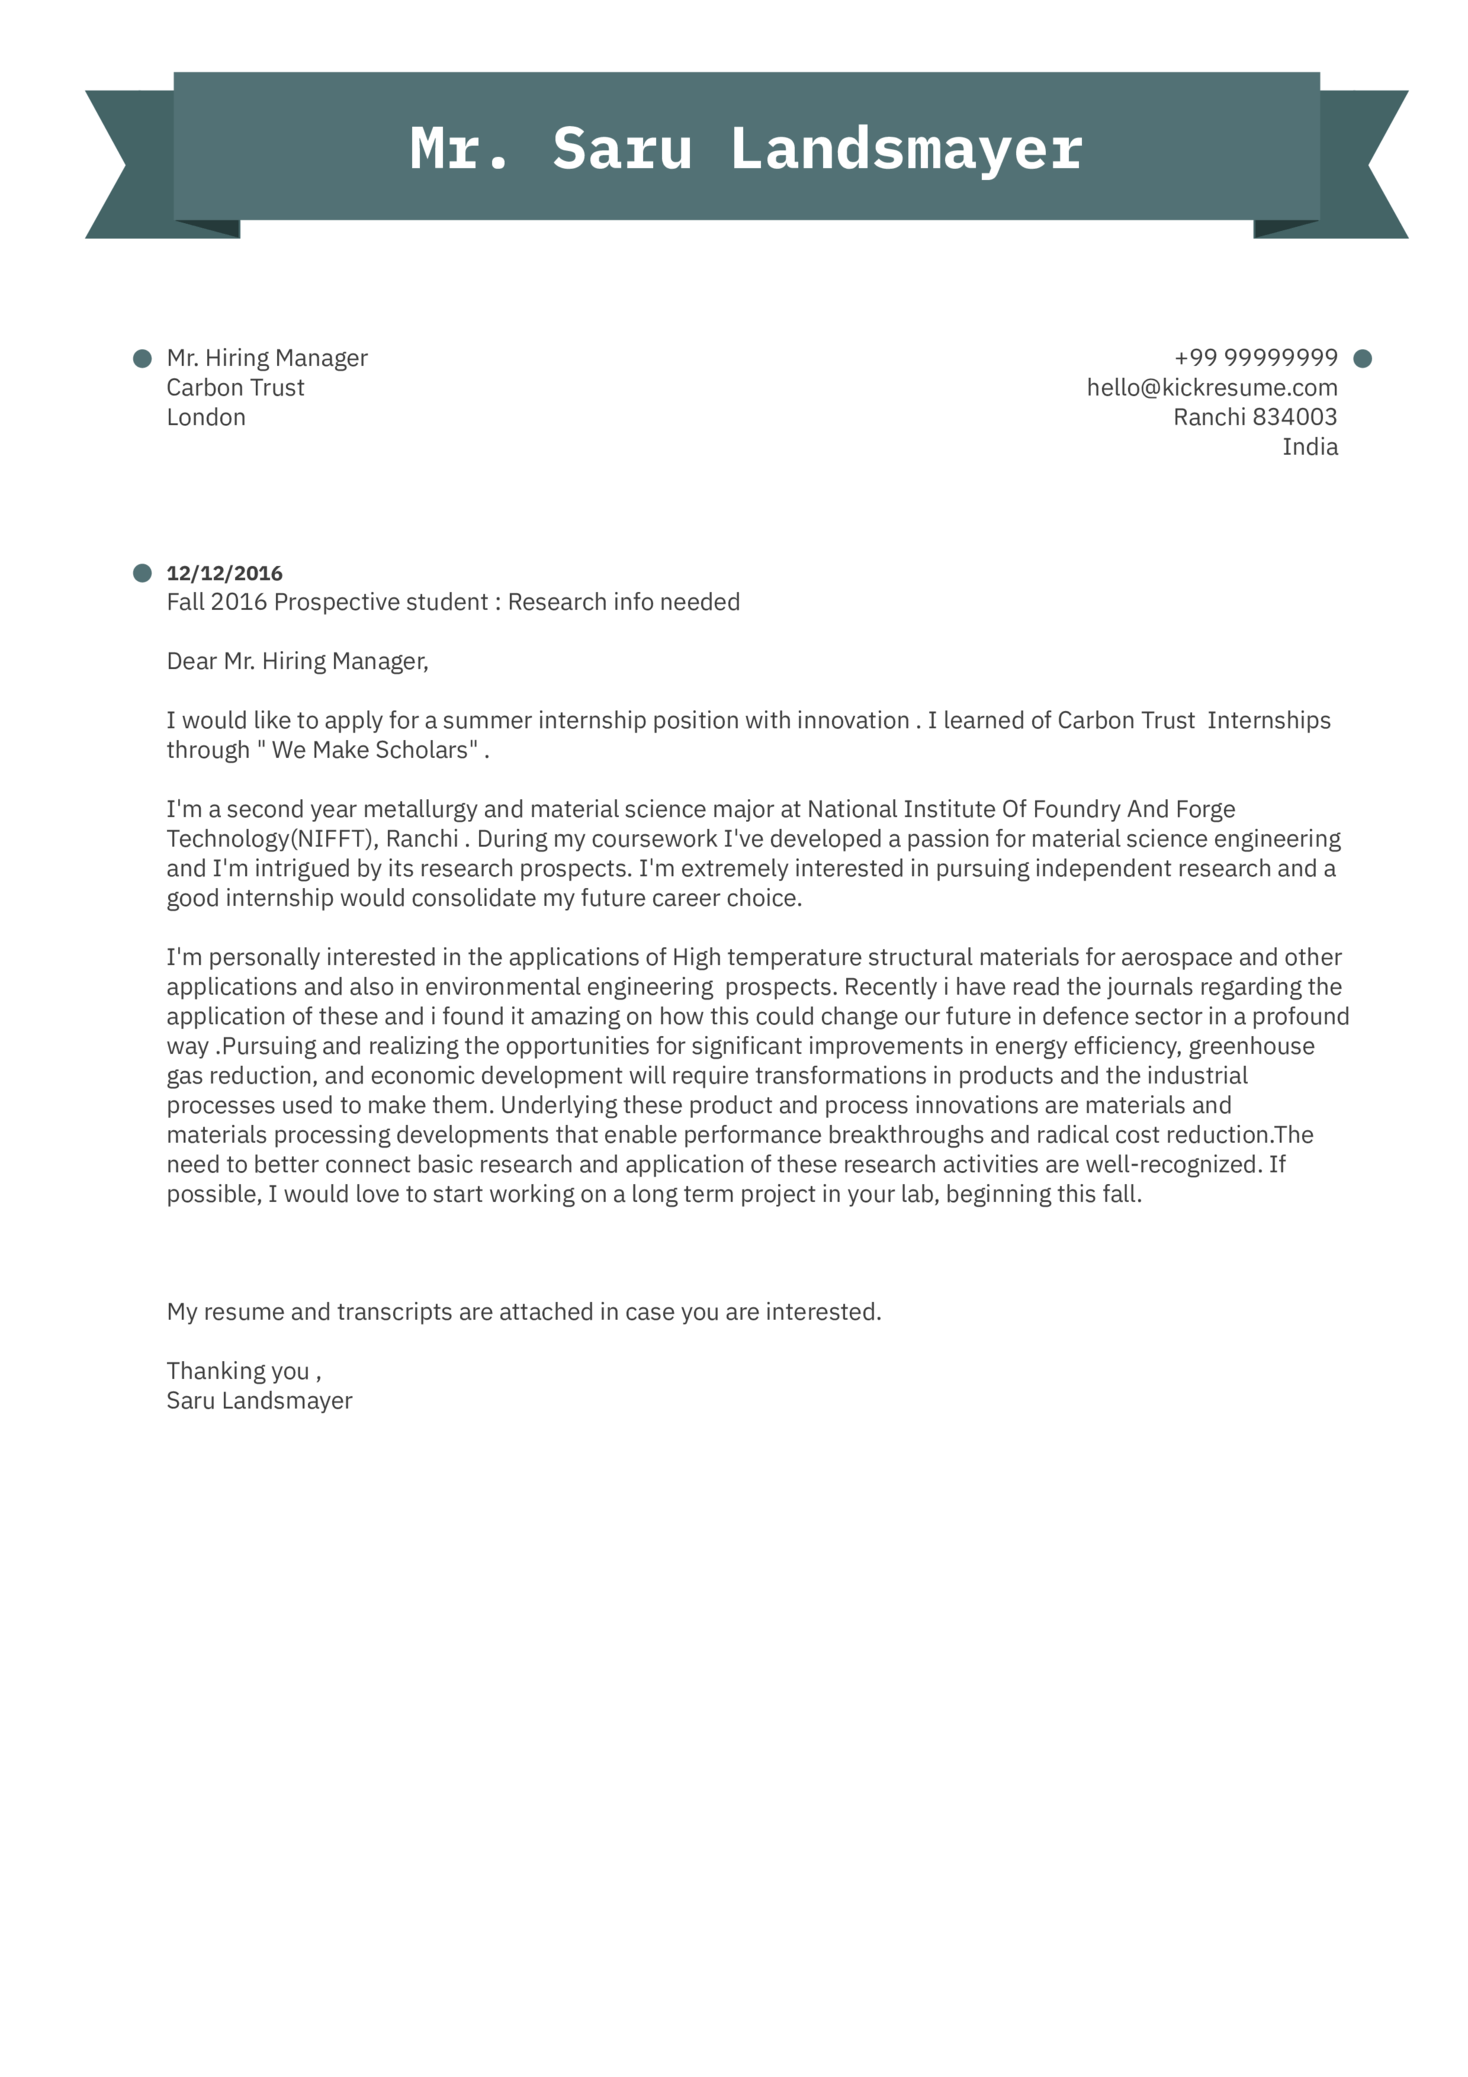 Mr. Saru Landsmayer
Mr. Hiring Manager
Carbon Trust
London
+99 99999999
hello@kickresume.com
Ranchi 834003
India
12/12/2016
Fall 2016 Prospective student : Research info needed
Dear Mr. Hiring Manager,
I would like to apply for a summer internship position with innovation . I learned of Carbon Trust  Internships
through " We Make Scholars" .
I'm a second year metallurgy and material science major at National Institute Of Foundry And Forge
Technology(NIFFT), Ranchi . During my coursework I've developed a passion for material science engineering
and I'm intrigued by its research prospects. I'm extremely interested in pursuing independent research and a
good internship would consolidate my future career choice.
I'm personally interested in the applications of High temperature structural materials for aerospace and other
applications and also in environmental engineering  prospects. Recently i have read the journals regarding the
application of these and i found it amazing on how this could change our future in defence sector in a profound
way .Pursuing and realizing the opportunities for significant improvements in energy efficiency, greenhouse
gas reduction, and economic development will require transformations in products and the industrial
processes used to make them. Underlying these product and process innovations are materials and
materials processing developments that enable performance breakthroughs and radical cost reduction.The
need to better connect basic research and application of these research activities are well-recognized. If
possible, I would love to start working on a long term project in your lab, beginning this fall.
My resume and transcripts are attached in case you are interested.
Thanking you ,
Saru Landsmayer